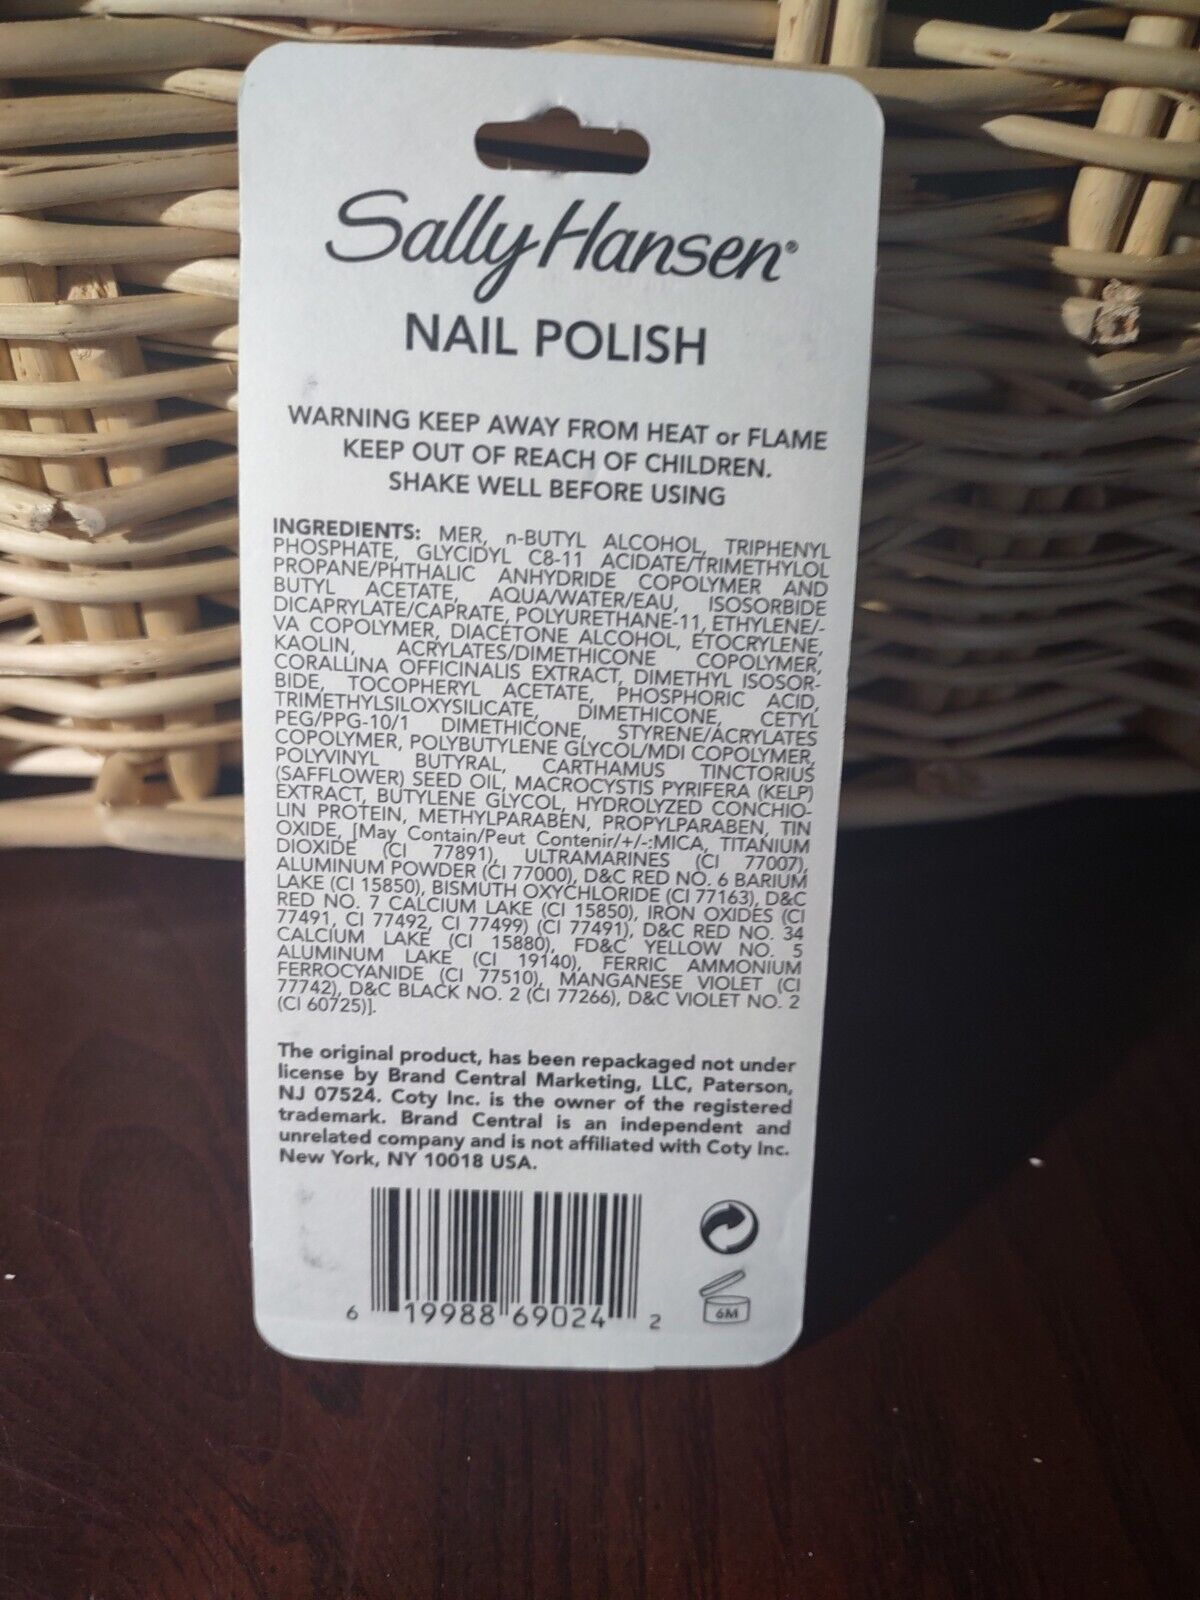 Sally Hansen®
NAIL POLISH
WARNING KEEP AWAY FROM HEAT or FLAME
KEEP OUT OF REACH OF CHILDREN.
SHAKE WELL BEFORE USING
INGREDIENTS: MER, n-BUTYL ALCOHOL, TRIPHENYL
PHOSPHATE, GLYCIDYL C8-11 ACIDATE/TRIMETHYLOL
PROPANE/PHTHALIC ANHYDRIDE COPOLYMER AND
BUTYL ACETATE, AQUA/WATER/EAU, ISOSORBIDE
DICAPRYLATE/CAPRATE, POLYURETHANE-11, ETHYLENE/-
VA COPOLYMER, DIACETONE ALCOHOL, ETOCRYLENE,
KAOLIN, ACRYLATES/DIMETHICONE COPOLYMER,
CORALLINA OFFICINALIS EXTRACT, DIMETHYL ISOSOR-
BIDE, TOCOPHERYL ACETATE, PHOSPHORIC ACID,
TRIMETHYLSILOXYSILICATE, DIMETHICONE, CETYL
PEG/PPG-10/1 DIMETHICONE, STYRENE/ACRYLATES
COPOLYMER, POLYBUTYLENE GLYCOL/MDI COPOLYMER,
POLYVINYL BUTYRAL, CARTHAMUS TINCTORIUS
(SAFFLOWER) SEED OIL, MACROCYSTIS PYRIFERA (KELP)
EXTRACT, BUTYLENE GLYCOL, HYDROLYZED CONCHIO-
LIN PROTEIN, METHYLPARABEN, PROPYLPARABEN, TIN
OXIDE, [May Contain/Peut Contenir/+/-:MICA, TITANIUM
DIOXIDE (CI 77891), ULTRAMARINES (CI 77007),
ALUMINUM POWDER (CI 77000), D&C RED NO. 6 BARIUM
LAKE (CI 15850), BISMUTH OXYCHLORIDE (CI 77163), D&C
RED NO. 7 CALCIUM LAKE (CI 15850), IRON OXIDES (CI
77491, CI 77492, CI 77499) (CI 77491), D&C RED NO. 34
CALCIUM LAKE (CI 15880), FD&C YELLOW NO. 5
ALUMINUM LAKE (CI 19140), FERRIC AMMONIUM
FERROCYANIDE (CI 77510), MANGANESE VIOLET (CI
77742), D&C BLACK NO. 2 (CI 77266), D&C VIOLET NO. 2
(CI 60725)].
The original product, has been repackaged not under
license by Brand Central Marketing, LLC, Paterson,
NJ 07524. Coty Inc. is the owner of the registered
trademark. Brand Central is an independent and
unrelated company and is not affiliated with Coty Inc.
New York, NY 10018 USA.
6 19988 69024 2
6M